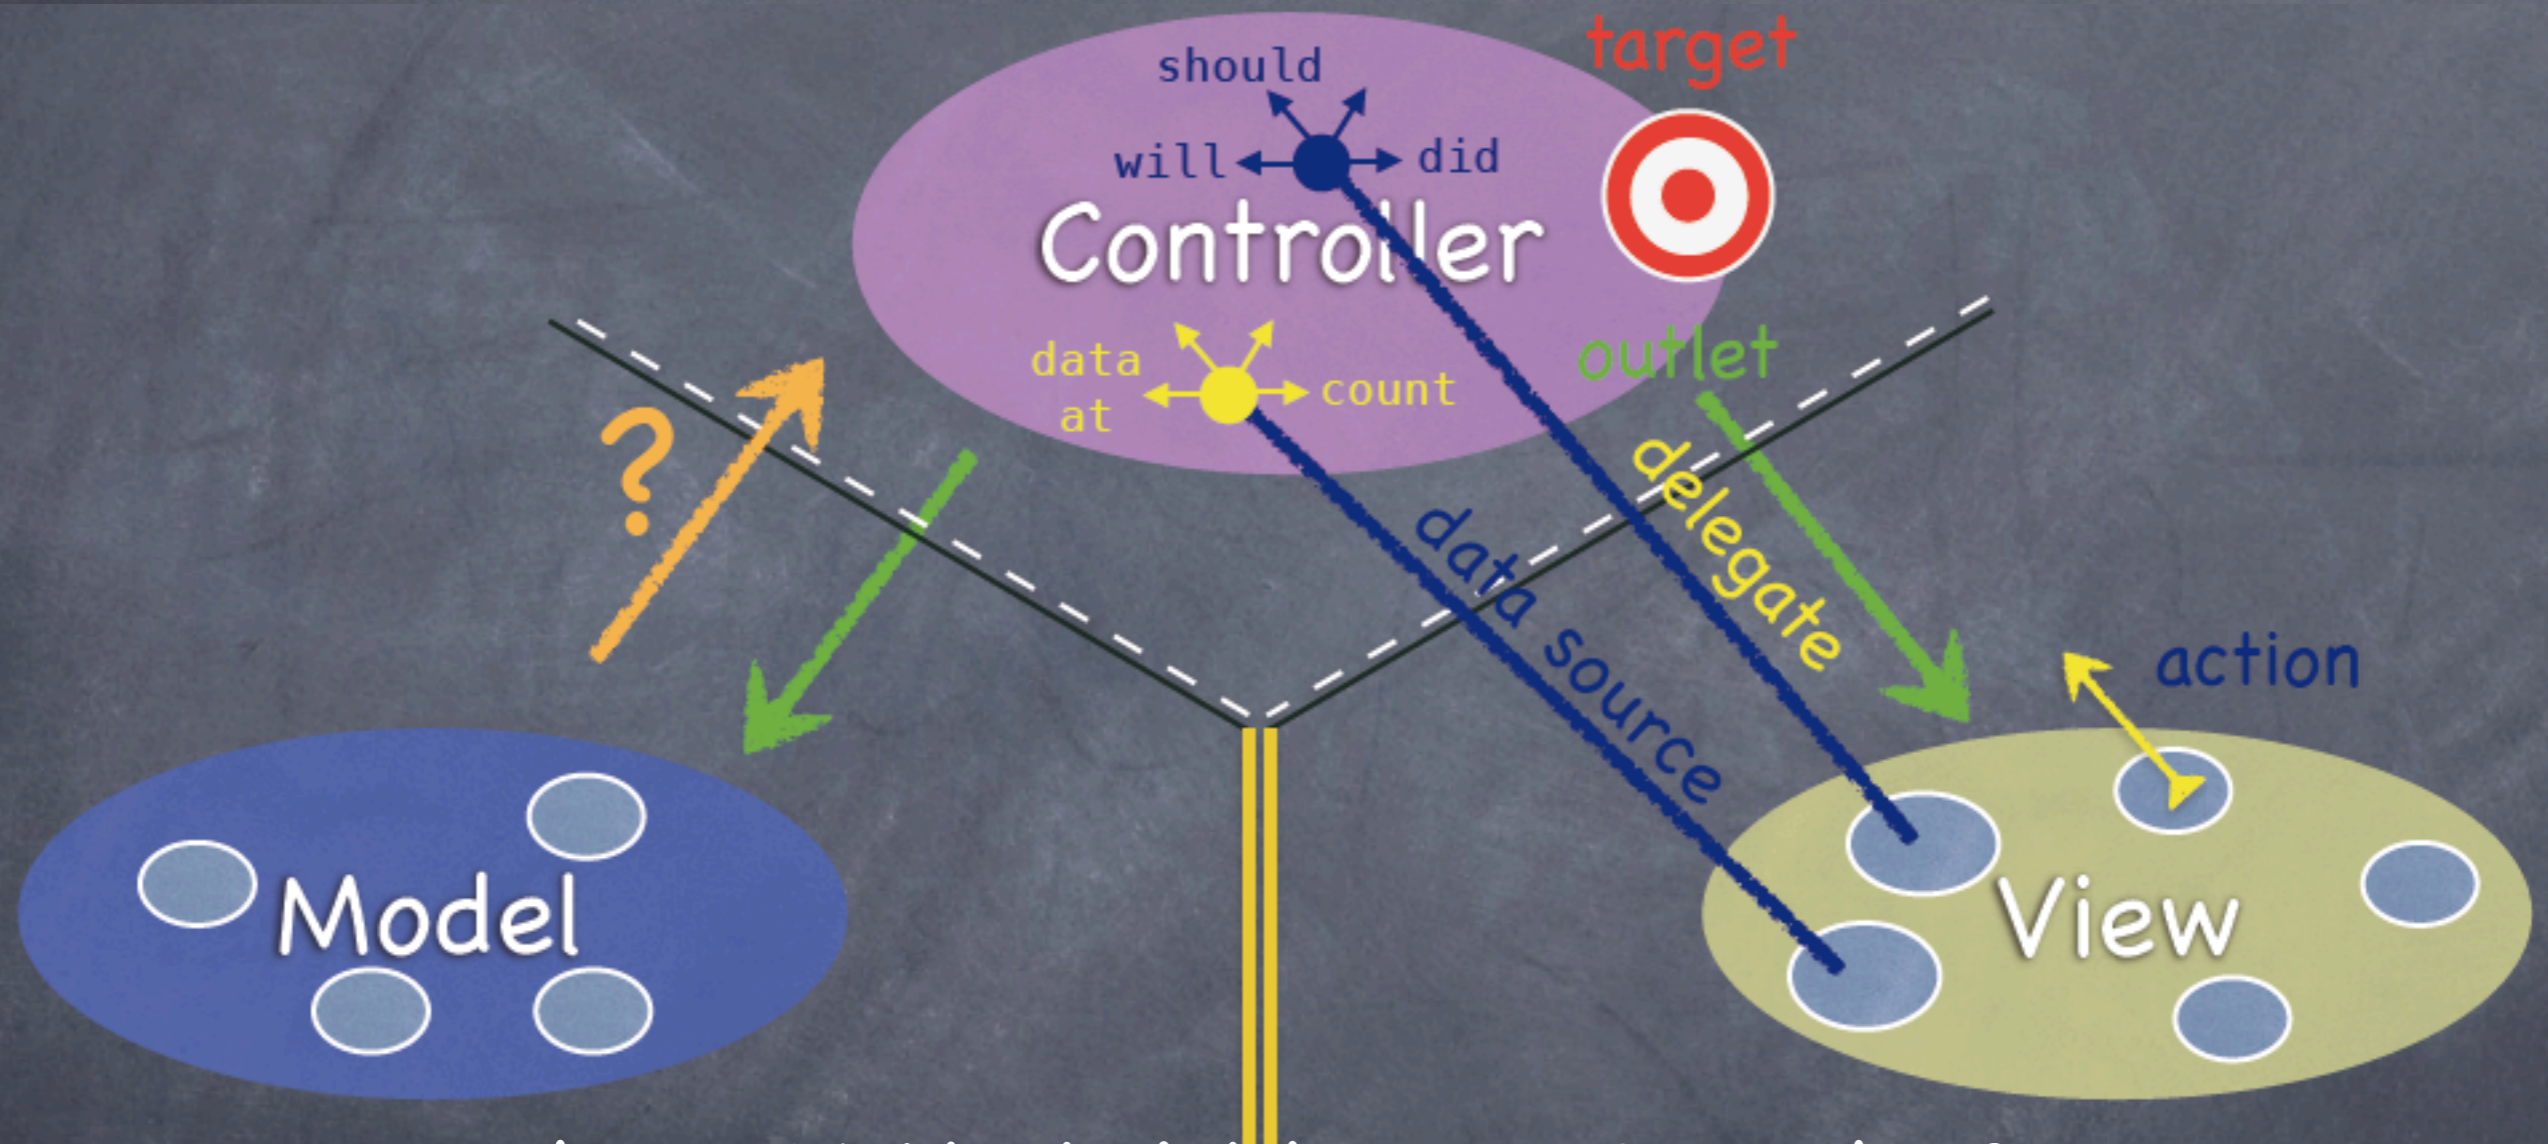 target
should
will
did
Controller
data
at
count
outlet
?
delegate
data source
action
Model
View